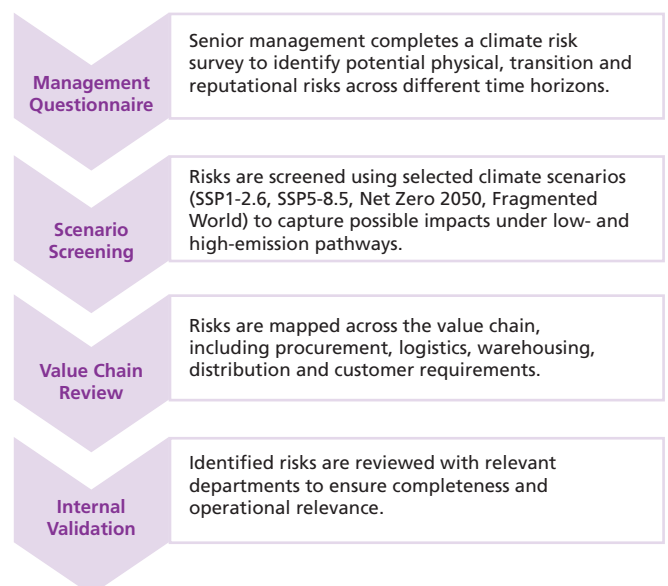 Management
Questionnaire
Senior management completes a climate risk
survey to identify potential physical, transition and
reputational risks across different time horizons.
Scenario
Screening
Risks are screened using selected climate scenarios
(SSP1-2.6, SSP5-8.5, Net Zero 2050, Fragmented
World) to capture possible impacts under low- and
high-emission pathways.
Value Chain
Review
Risks are mapped across the value chain,
including procurement, logistics, warehousing,
distribution and customer requirements.
Internal
Validation
Identified risks are reviewed with relevant
departments to ensure completeness and
operational relevance.